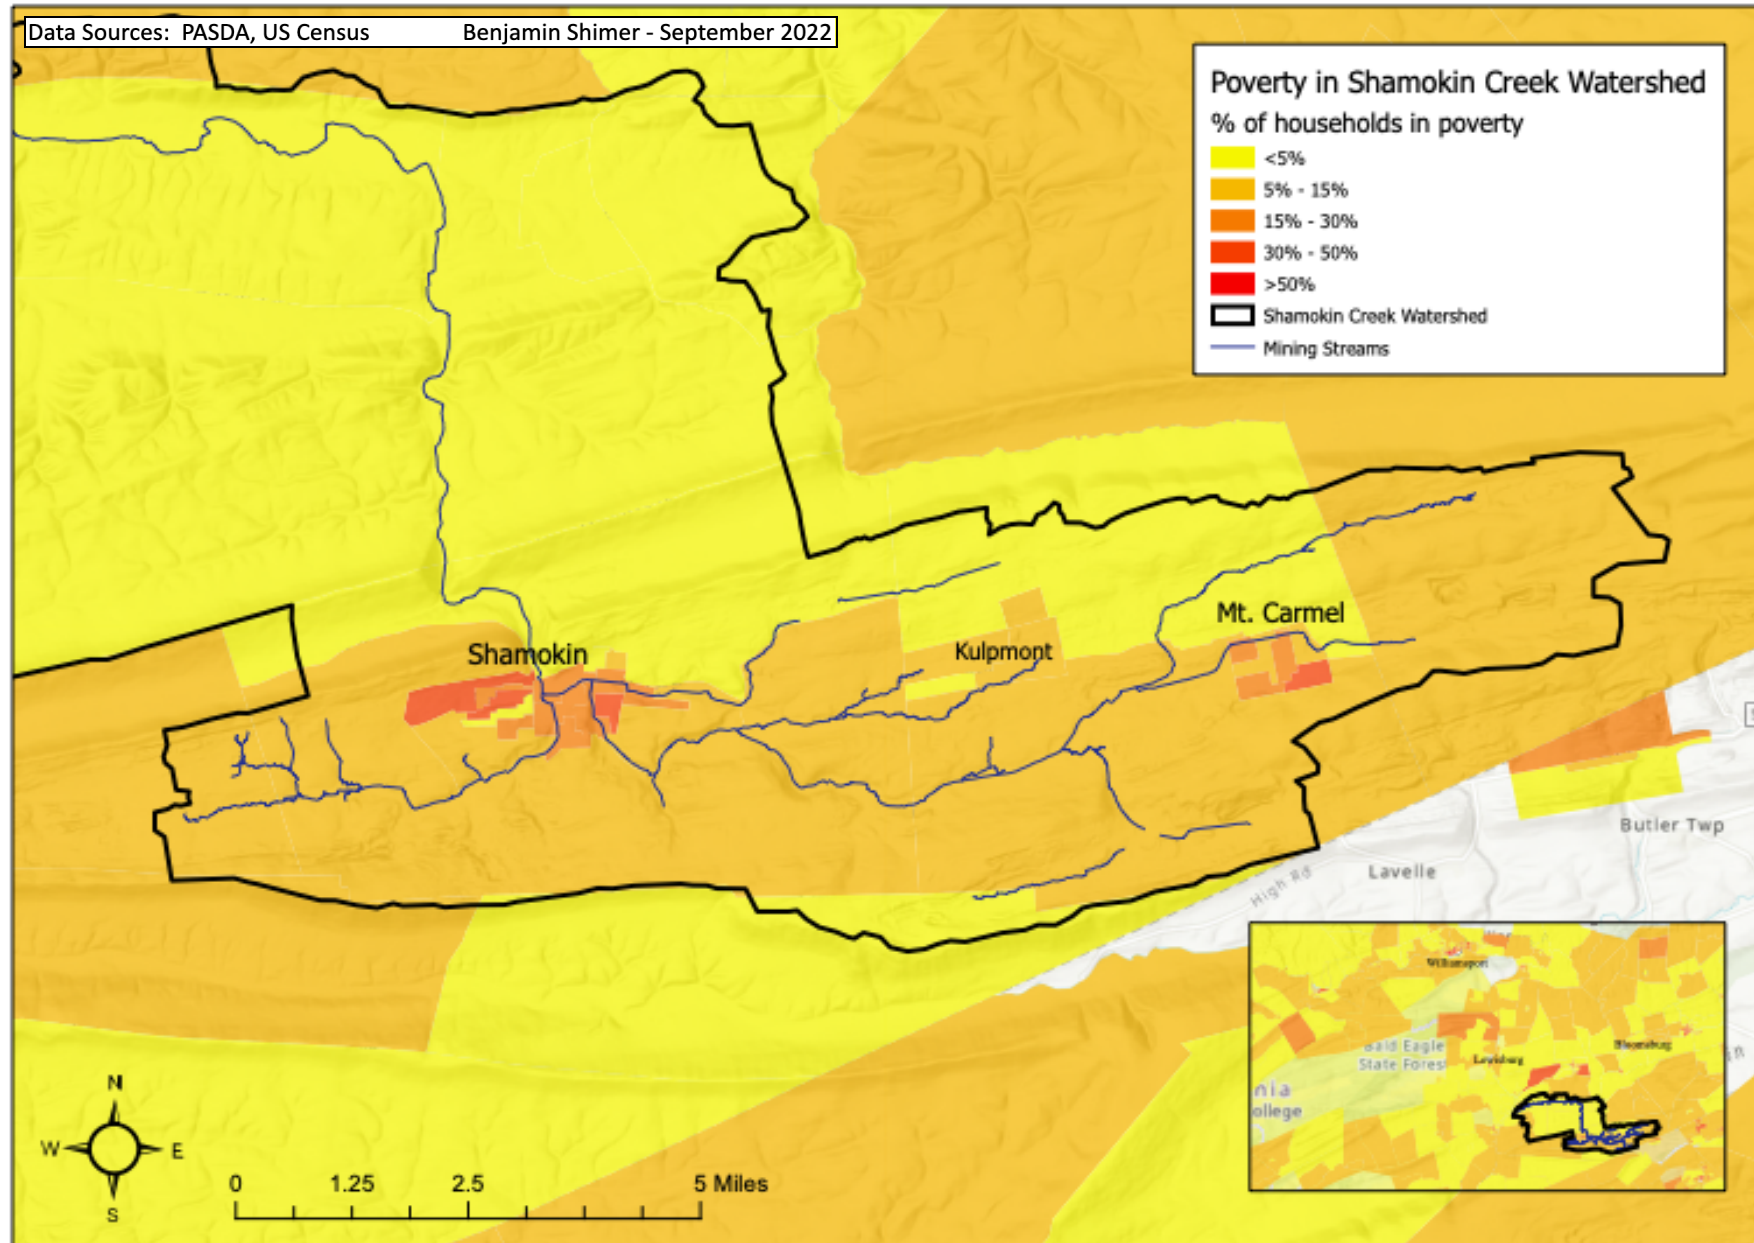 Data Sources: PASDA, US Census Benjamin Shimer - September 2022
Poverty in Shamokin Creek Watershed
% of households in poverty
<5%
5% - 15%
15% - 30%
30% - 50%
>50%
Shamokin Creek Watershed
Mining Streams
Mt. Carmel
Shamokin
Kulpmont
Butler Twp
Lavelle
High Rd
Williamsport
Bald Eagle
State Forest
Lewisburg
Bloomsburg
nia
ollege
N
W E
S
0 1.25 2.5 5 Miles